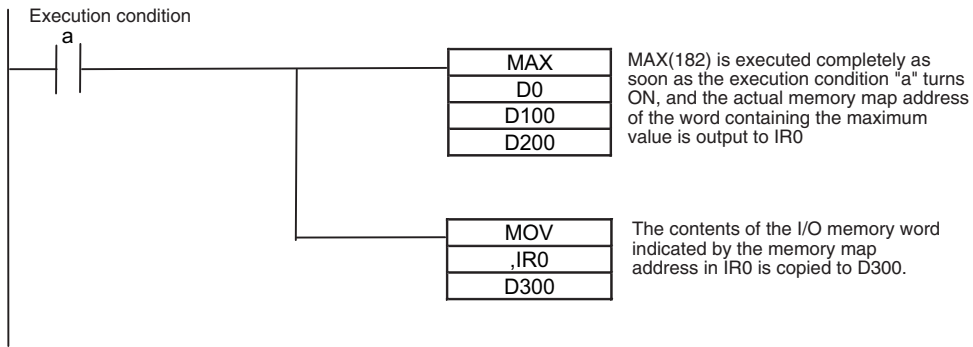 Execution condition
a
MAX
D0
D100
D200
MAX(182) is executed completely as
soon as the execution condition "a" turns
ON, and the actual memory map address
of the word containing the maximum
value is output to IR0
MOV
,IR0
D300
The contents of the I/O memory word
indicated by the memory map
address in IR0 is copied to D300.